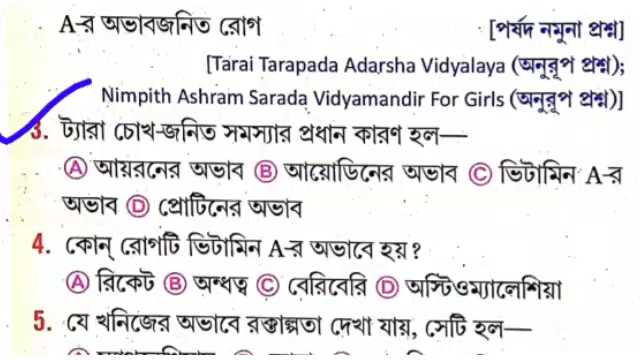 A-র অভাবজনিত রোগ [পর্ষদ নমুনা প্রশ্ন]
[Tarai Tarapada Adarsha Vidyalaya (অনুরূপ প্রশ্ন);
Nimpith Ashram Sarada Vidyamandir For Girls (অনুরূপ প্রশ্ন)]
3. ট্যারা চোখ-জনিত সমস্যার প্রধান কারণ হল—
Ⓐ আয়রনের অভাব Ⓑ আয়োডিনের অভাব Ⓒ ভিটামিন A-র
অভাব Ⓓ প্রোটিনের অভাব
4. কোন্ রোগটি ভিটামিন A-র অভাবে হয়?
Ⓐ রিকেট Ⓑ অন্ধত্ব Ⓒ বেরিবেরি Ⓓ অস্টিওম্যালেশিয়া
5. যে খনিজের অভাবে রক্তাল্পতা দেখা যায়, সেটি হল—